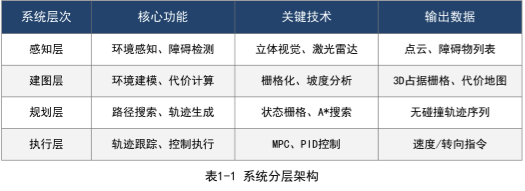 系统层次 核心功能 关键技术 输出数据
感知层 环境感知、障碍检测 立体视觉、激光雷达 点云、障碍物列表
建图层 环境建模、代价计算 栅格化、坡度分析 3D占据栅格、代价地图
规划层 路径搜索、轨迹生成 状态栅格、A*搜索 无碰撞轨迹序列
执行层 轨迹跟踪、控制执行 MPC、PID控制 速度/转向指令
表1-1 系统分层架构